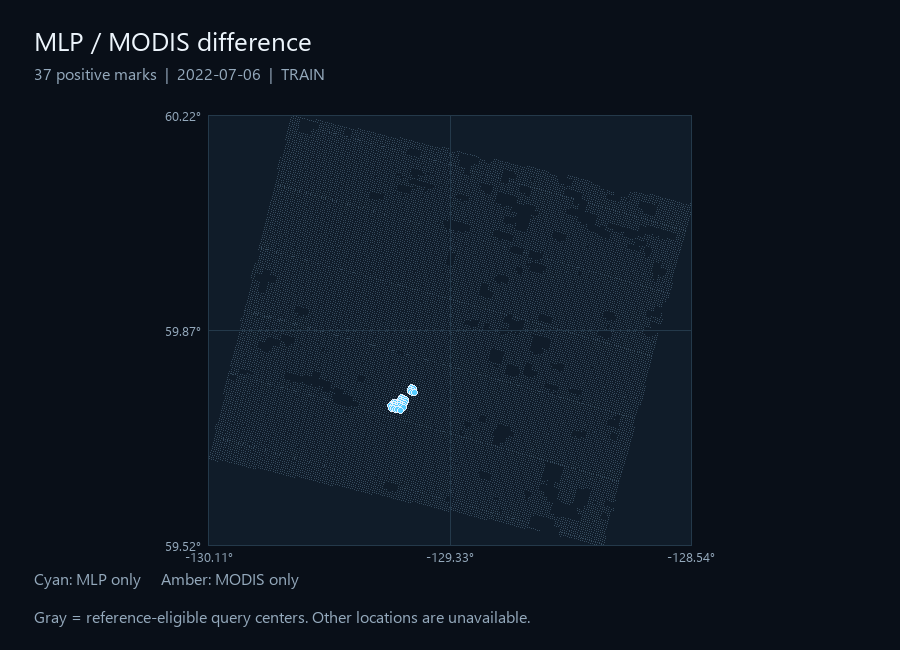 MLP / MODIS difference
37 positive marks | 2022-07-06 | TRAIN
60.22°
59.87°
59.52°
-130.11° -129.33° -128.54°
Cyan: MLP only Amber: MODIS only
Gray = reference-eligible query centers. Other locations are unavailable.